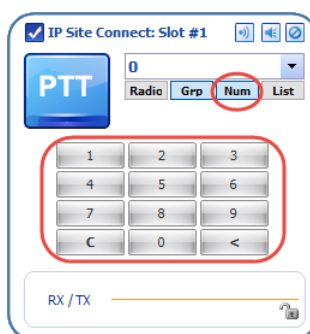 IP Site Connect: Slot #1
PTT
0
Radio Grp Num List
1 2 3
4 5 6
7 8 9
C 0 <
RX / TX